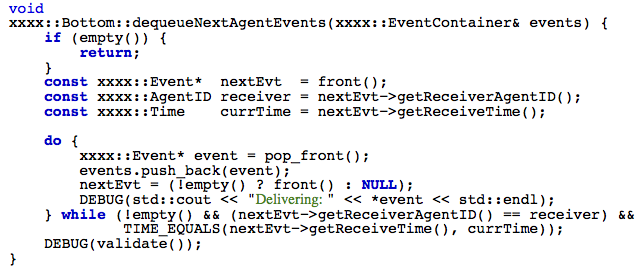 void
xxxx::Bottom::dequeueNextAgentEvents(xxxx::EventContainer& events) {
    if (empty()) {
        return;
    }
    const xxxx::Event*  nextEvt  = front();
    const xxxx::AgentID receiver = nextEvt->getReceiverAgentID();
    const xxxx::Time    currTime = nextEvt->getReceiveTime();

    do {
        xxxx::Event* event = pop_front();
        events.push_back(event);
        nextEvt = (!empty() ? front() : NULL);
        DEBUG(std::cout << "Delivering: " << *event << std::endl);
    } while (!empty() && (nextEvt->getReceiverAgentID() == receiver) &&
             TIME_EQUALS(nextEvt->getReceiveTime(), currTime));
    DEBUG(validate());
}